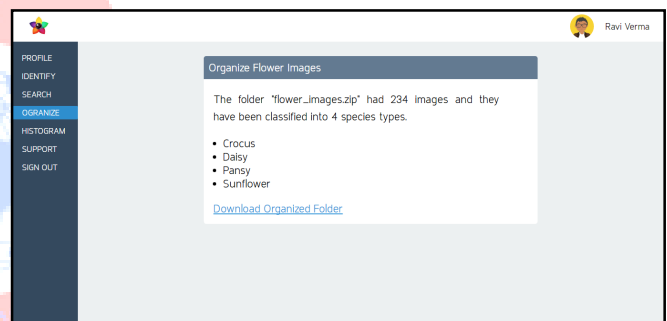 Ravi Verma
PROFILE
IDENTIFY
SEARCH
OGRANIZE
HISTOGRAM
SUPPORT
SIGN OUT
Organize Flower Images
The folder "flower_images.zip" had 234 images and they
have been classified into 4 species types.
• Crocus
• Daisy
• Pansy
• Sunflower
Download Organized Folder